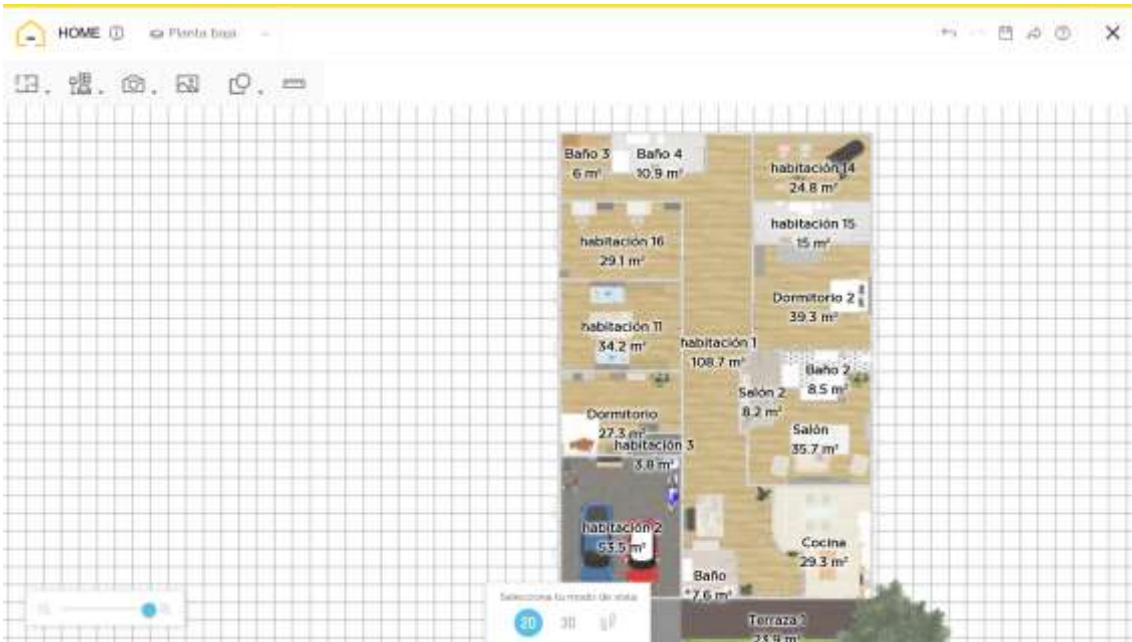 HOME
Planta baja
Baño 3
6 m²
Baño 4
10.9 m²
habitación 14
24.8 m²
habitación 15
15 m²
habitación 16
29.1 m²
Dormitorio 2
39.3 m²
habitación 11
34.2 m²
habitación 1
108.7 m²
Baño 2
8.5 m²
Salón 2
8.2 m²
Dormitorio
27.3 m²
Salón
35.7 m²
habitación 3
3.8 m²
habitación 2
53.5 m²
Cocina
29.3 m²
Baño
7.6 m²
Selecciona tu modo de vista
2D
3D
Terraza 1
23.9 m²